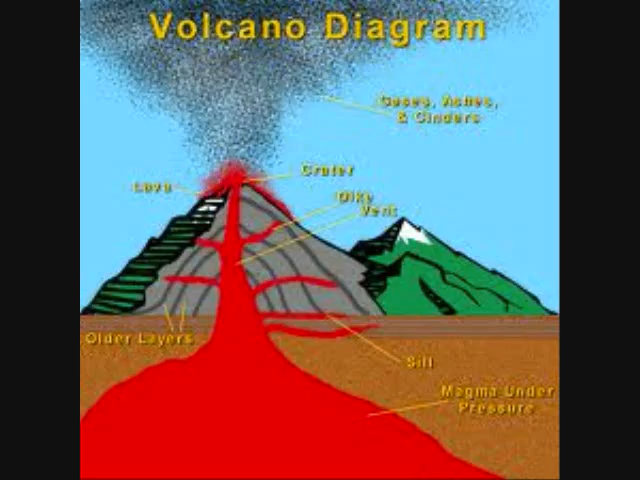 Volcano Diagram
Gases, Ashes,
& Cinders
Crater
Lava
Dike
Vent
Older Layers
Sill
Magma Under
Pressure